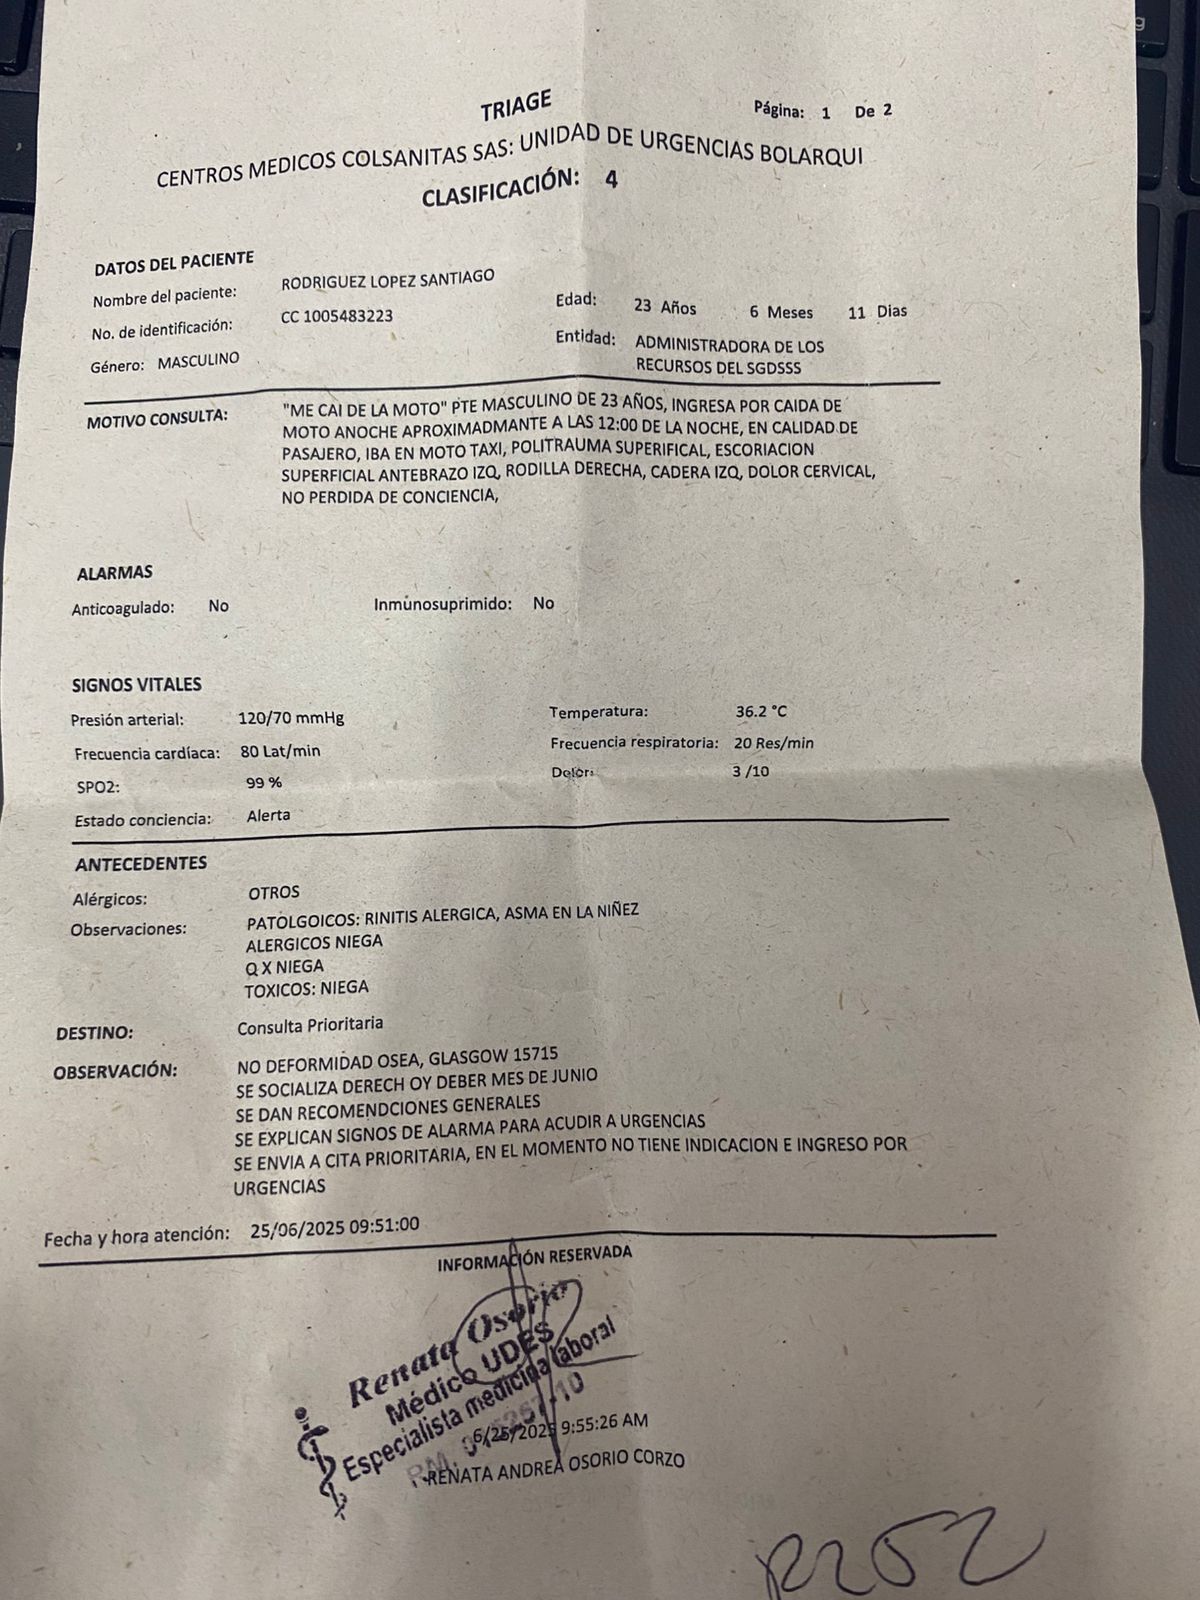 TRIAGE
Página: 1 De 2
CENTROS MEDICOS COLSANITAS SAS: UNIDAD DE URGENCIAS BOLARQUI
CLASIFICACIÓN: 4
DATOS DEL PACIENTE
Nombre del paciente: RODRIGUEZ LOPEZ SANTIAGO
Edad: 23 Años 6 Meses 11 Dias
No. de identificación: CC 1005483223
Entidad: ADMINISTRADORA DE LOS
RECURSOS DEL SGDSSS
Género: MASCULINO
MOTIVO CONSULTA: "ME CAI DE LA MOTO" PTE MASCULINO DE 23 AÑOS, INGRESA POR CAIDA DE
MOTO ANOCHE APROXIMADMANTE A LAS 12:00 DE LA NOCHE, EN CALIDAD DE
PASAJERO, IBA EN MOTO TAXI, POLITRAUMA SUPERIFICAL, ESCORIACION
SUPERFICIAL ANTEBRAZO IZQ, RODILLA DERECHA, CADERA IZQ, DOLOR CERVICAL,
NO PERDIDA DE CONCIENCIA,
ALARMAS
Anticoagulado: No Inmunosuprimido: No
SIGNOS VITALES
Presión arterial: 120/70 mmHg Temperatura: 36.2 °C
Frecuencia cardíaca: 80 Lat/min Frecuencia respiratoria: 20 Res/min
SPO2: 99 % Dolor: 3 /10
Estado conciencia: Alerta
ANTECEDENTES
Alérgicos: OTROS
Observaciones: PATOLGOICOS: RINITIS ALERGICA, ASMA EN LA NIÑEZ
ALERGICOS NIEGA
Q X NIEGA
TOXICOS: NIEGA
DESTINO: Consulta Prioritaria
OBSERVACIÓN: NO DEFORMIDAD OSEA, GLASGOW 15715
SE SOCIALIZA DERECH OY DEBER MES DE JUNIO
SE DAN RECOMENDCIONES GENERALES
SE EXPLICAN SIGNOS DE ALARMA PARA ACUDIR A URGENCIAS
SE ENVIA A CITA PRIORITARIA, EN EL MOMENTO NO TIENE INDICACION E INGRESO POR
URGENCIAS
Fecha y hora atención: 25/06/2025 09:51:00
INFORMACIÓN RESERVADA
Renata Osorio
Médico UDES
Especialista medicina laboral
6/25/2025 9:55:26 AM
RENATA ANDREA OSORIO CORZO